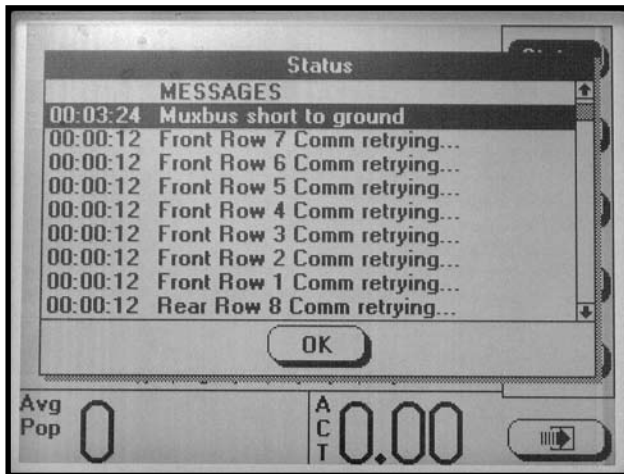 Status
MESSAGES
00:03:24 Muxbus short to ground
00:00:12 Front Row 7 Comm retrying...
00:00:12 Front Row 6 Comm retrying...
00:00:12 Front Row 5 Comm retrying...
00:00:12 Front Row 4 Comm retrying...
00:00:12 Front Row 3 Comm retrying...
00:00:12 Front Row 2 Comm retrying...
00:00:12 Front Row 1 Comm retrying...
00:00:12 Rear Row 8 Comm retrying...
OK
Avg Pop 0
ACT 0.00